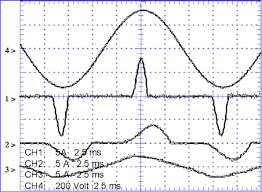 4>
1
2
3>
CH1: .5A 2.5 ms
CH2: .5 A 2.5 ms
CH3: .5 A 2.5 ms
CH4: 200 Volt 2.5 ms